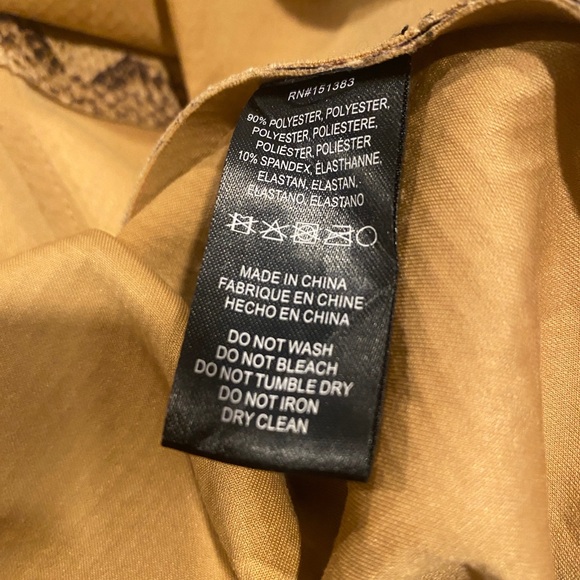 RN#151383
90% POLYESTER, POLYESTER,
POLYESTER, POLIESTERE,
POLIÉSTER, POLIÉSTER
10% SPANDEX, ÉLASTHANNE,
ELASTAN, ELASTAN,
ELASTANO, ELASTANO
MADE IN CHINA
FABRIQUE EN CHINE
HECHO EN CHINA
DO NOT WASH
DO NOT BLEACH
DO NOT TUMBLE DRY
DO NOT IRON
DRY CLEAN